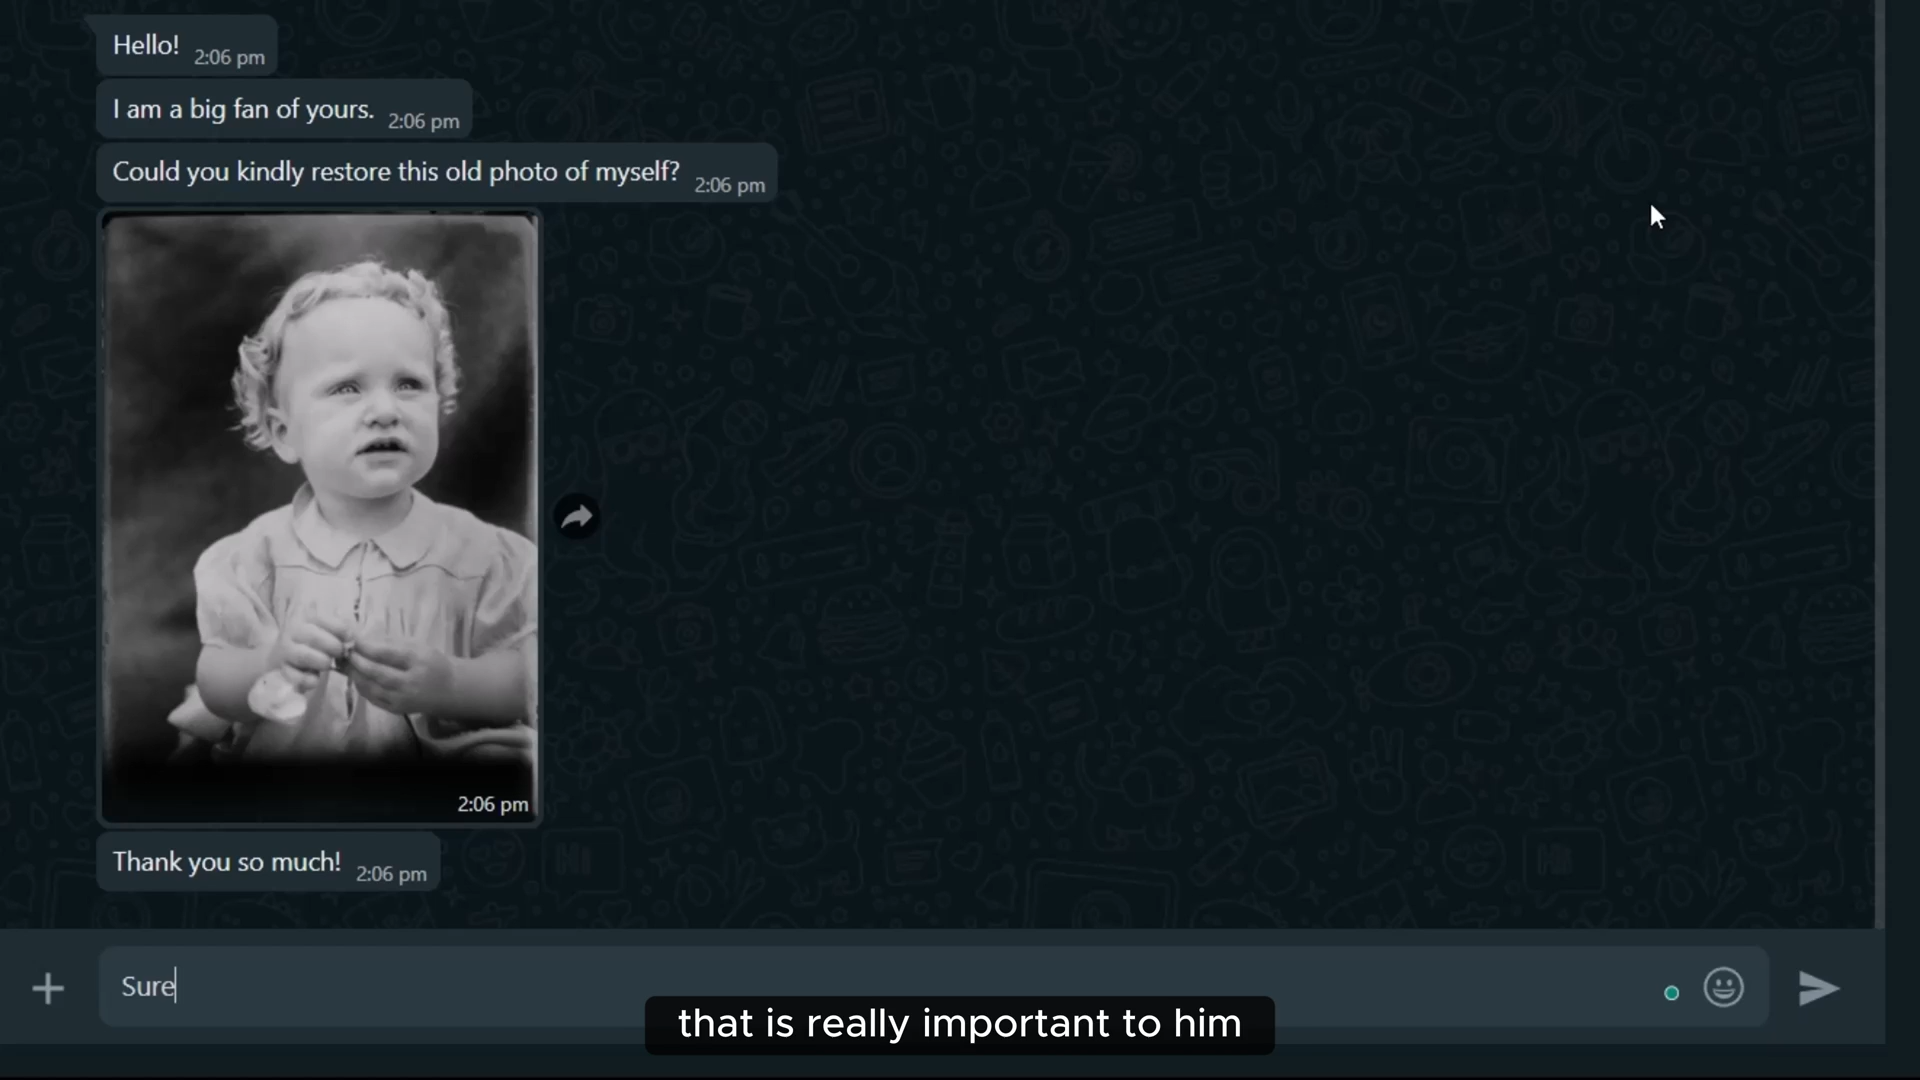 Hello! 2:06 pm
I am a big fan of yours. 2:06 pm
Could you kindly restore this old photo of myself? 2:06 pm
2:06 pm
Thank you so much! 2:06 pm
Sure
that is really important to him